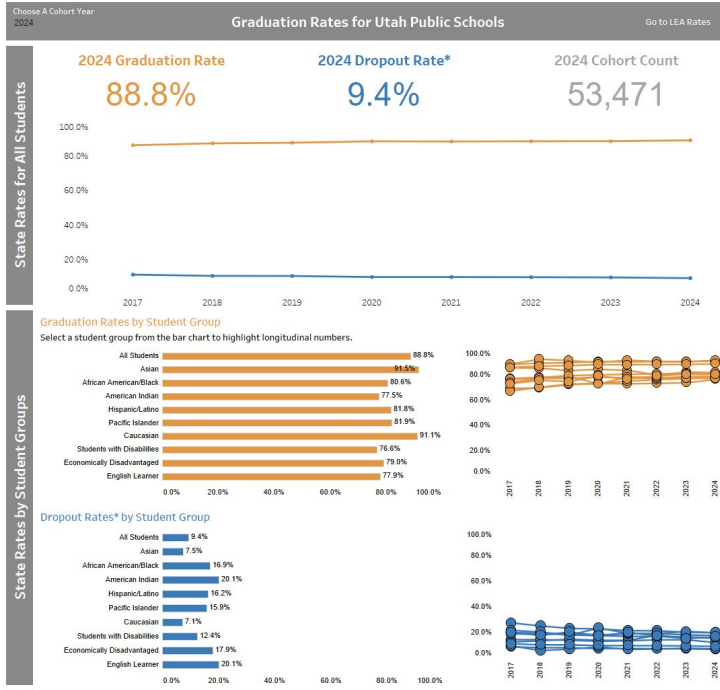 Choose A Cohort Year
2024
Graduation Rates for Utah Public Schools
Go to LEA Rates
State Rates for All Students
2024 Graduation Rate
88.8%
2024 Dropout Rate*
9.4%
2024 Cohort Count
53,471
100.0%
80.0%
60.0%
40.0%
20.0%
0.0%
2017 2018 2019 2020 2021 2022 2023 2024
State Rates by Student Groups
Graduation Rates by Student Group
Select a student group from the bar chart to highlight longitudinal numbers.
All Students 88.8%
Asian 91.5%
African American/Black 80.6%
American Indian 77.5%
Hispanic/Latino 81.8%
Pacific Islander 81.9%
Caucasian 91.1%
Students with Disabilities 76.6%
Economically Disadvantaged 79.0%
English Learner 77.9%
0.0% 20.0% 40.0% 60.0% 80.0% 100.0%
100.0%
80.0%
60.0%
40.0%
20.0%
0.0%
2017 2018 2019 2020 2021 2022 2023 2024
Dropout Rates* by Student Group
All Students 9.4%
Asian 7.5%
African American/Black 16.9%
American Indian 20.1%
Hispanic/Latino 16.2%
Pacific Islander 15.9%
Caucasian 7.1%
Students with Disabilities 12.4%
Economically Disadvantaged 17.9%
English Learner 20.1%
0.0% 20.0% 40.0% 60.0% 80.0% 100.0%
100.0%
80.0%
60.0%
40.0%
20.0%
0.0%
2017 2018 2019 2020 2021 2022 2023 2024